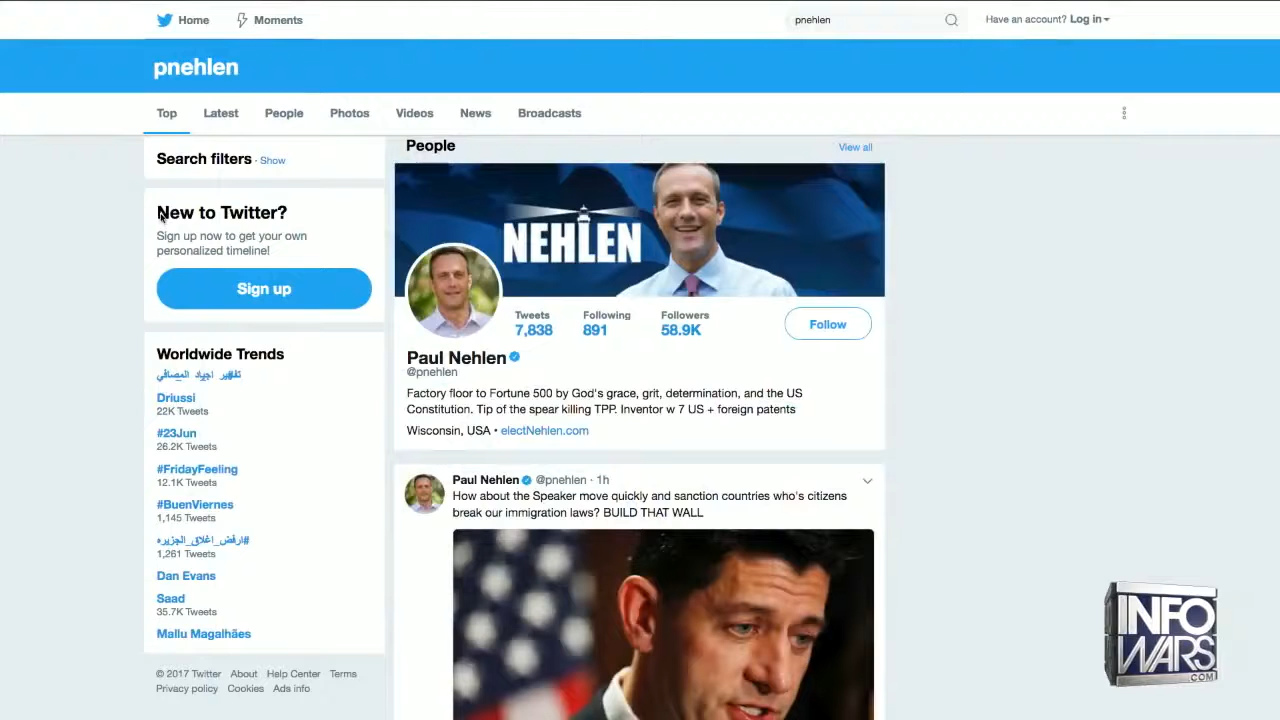 Home
Moments
pnehlen
Have an account? Log in
pnehlen
Top
Latest
People
Photos
Videos
News
Broadcasts
Search filters · Show
New to Twitter?
Sign up now to get your own
personalized timeline!
Sign up
Worldwide Trends
Driussi
22K Tweets
#23Jun
26.2K Tweets
#FridayFeeling
12.1K Tweets
#BuenViernes
1,145 Tweets
#ارفض_اغلاق_الجزيره
1,261 Tweets
Dan Evans
Saad
35.7K Tweets
Mallu Magalhães
© 2017 Twitter About Help Center Terms
Privacy policy Cookies Ads info
People
View all
NEHLEN
Tweets
7,838
Following
891
Followers
58.9K
Follow
Paul Nehlen
@pnehlen
Factory floor to Fortune 500 by God's grace, grit, determination, and the US
Constitution. Tip of the spear killing TPP. Inventor w 7 US + foreign patents
Wisconsin, USA • electNehlen.com
Paul Nehlen @pnehlen · 1h
How about the Speaker move quickly and sanction countries who's citizens
break our immigration laws? BUILD THAT WALL
INFO
WARS
.COM